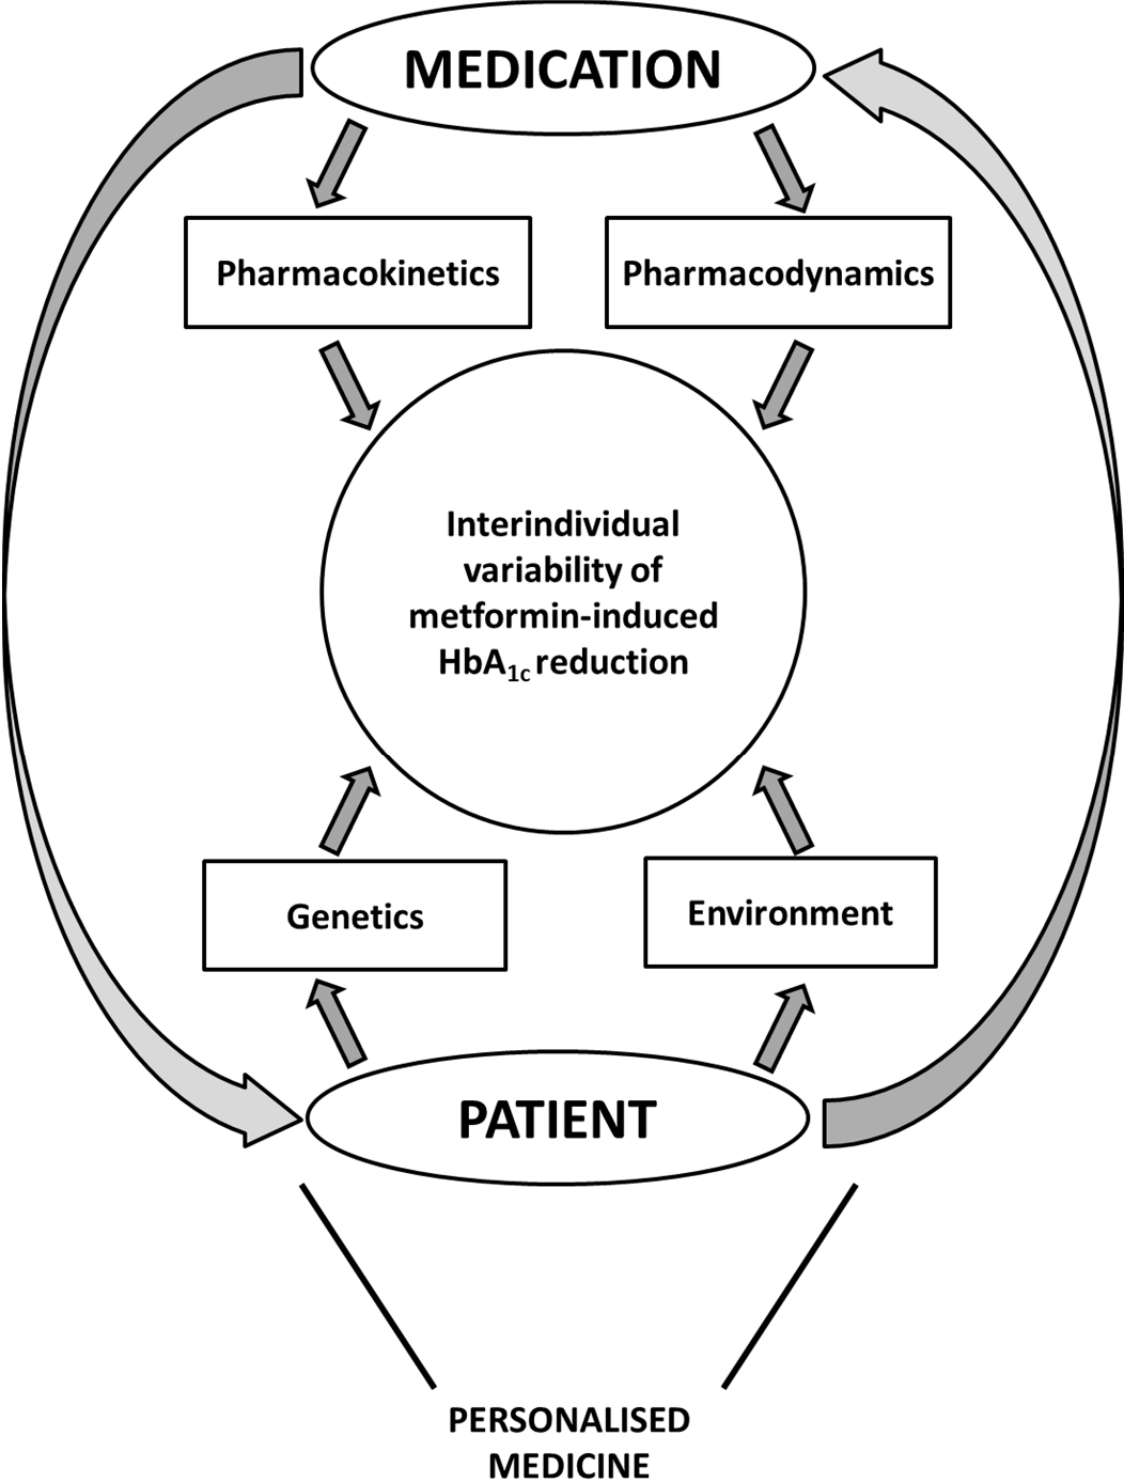 MEDICATION
Pharmacokinetics
Pharmacodynamics
Interindividual
variability of
metformin-induced
HbA1c reduction
Genetics
Environment
PATIENT
PERSONALISED
MEDICINE